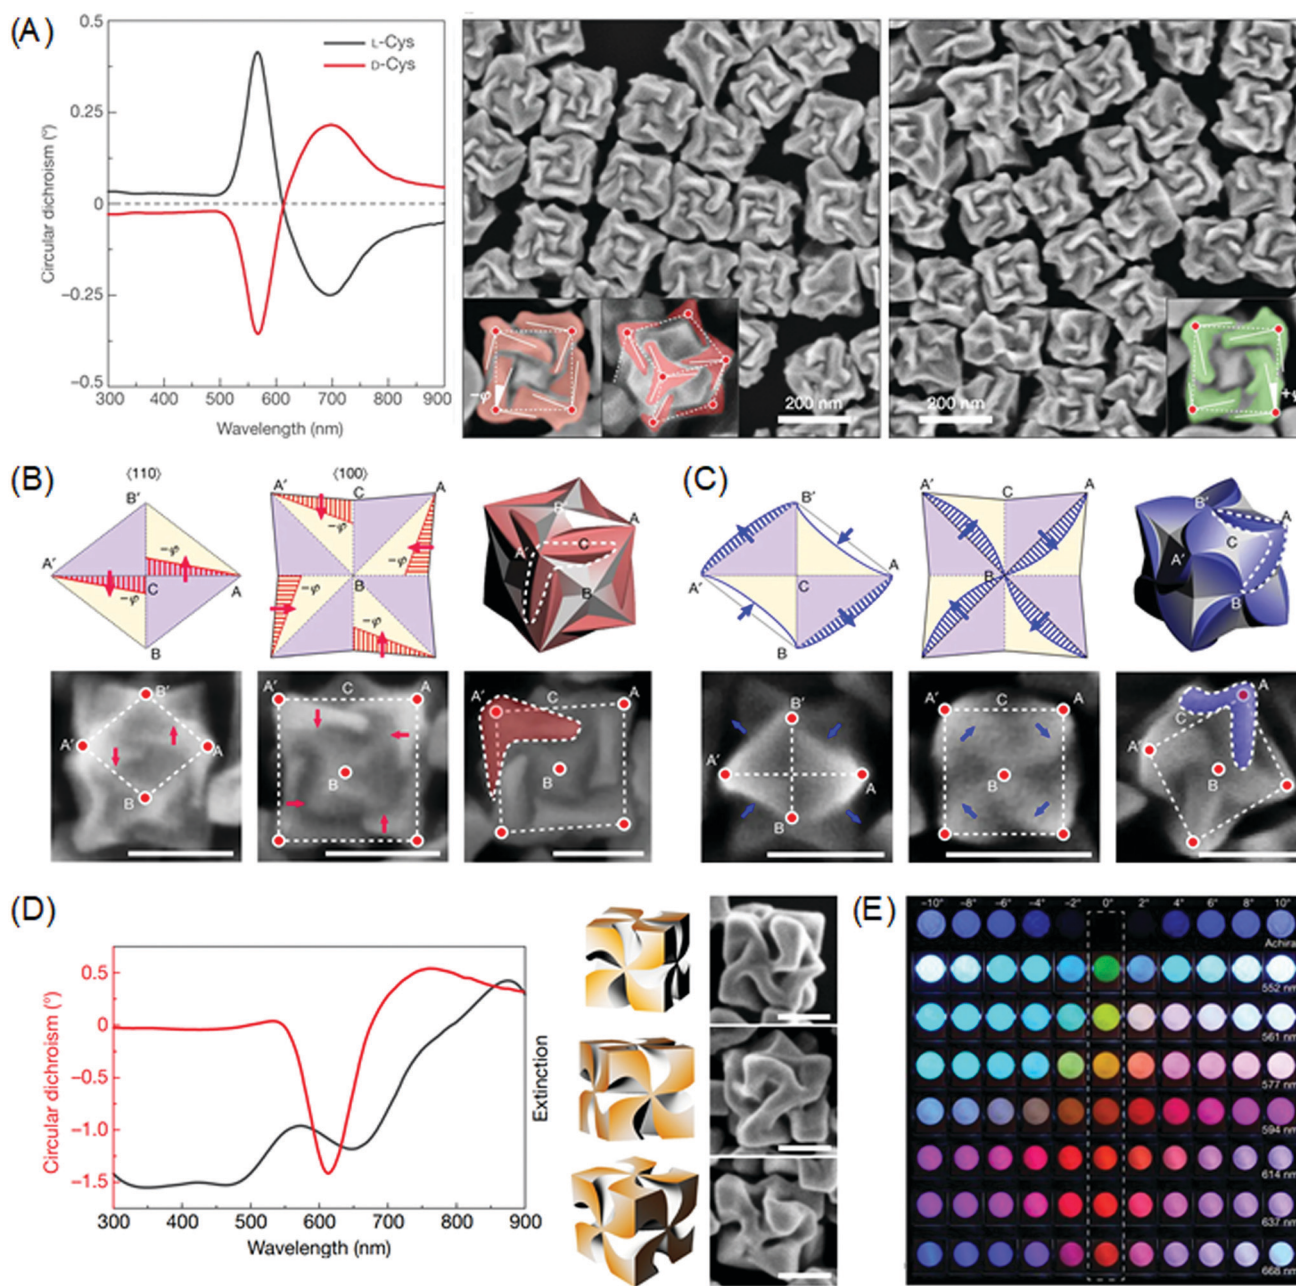 (A)
0.5
0.25
0
−0.25
−0.5
Circular dichroism (°)
L-Cys
D-Cys
300 400 500 600 700 800 900
Wavelength (nm)
−φ
200 nm
200 nm
(B)
⟨110⟩
B′
A′
−φ
−φ
C
A
B
⟨100⟩
A′
C
A
−φ
−φ
B
−φ
−φ
B′
A
C
A′
B
B′
A′
A
B
A′
C
A
B
A′
A
C
B
(C)
B′
A′
A
C
B
A′
C
A
B
B′
A
C
A′
B
B′
A′
A
B
A′
C
A
B
A
C
A′
B
(D)
0.5
0
−0.5
−1.0
−1.5
Circular dichroism (°)
Extinction
300 400 500 600 700 800 900
Wavelength (nm)
(E)
−10° −8° −6° −4° −2° 0° 2° 4° 6° 8° 10°
552 nm
561 nm
577 nm
594 nm
614 nm
637 nm
668 nm